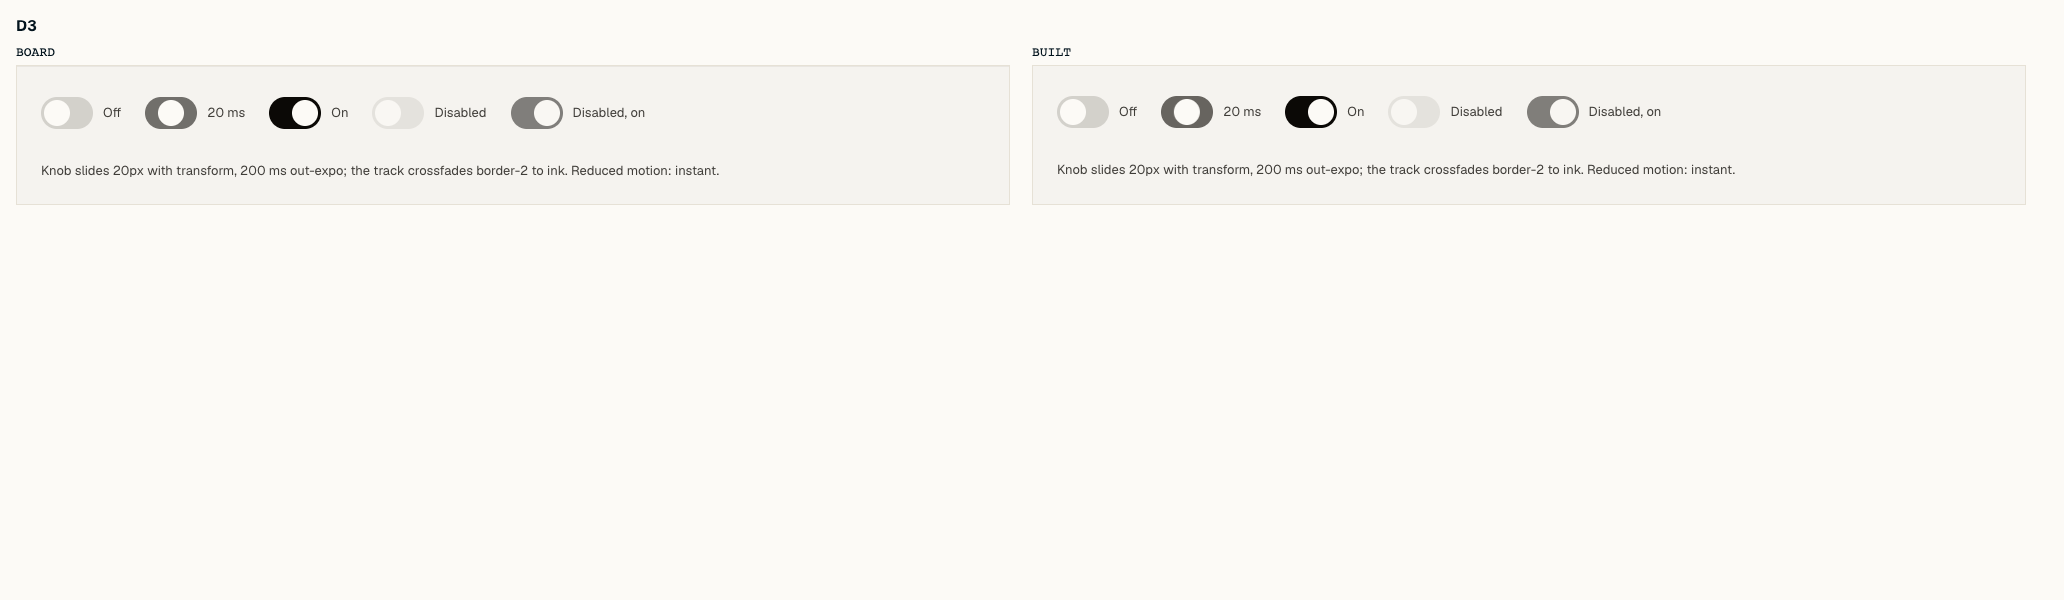 D3
BOARD
Off 20 ms On Disabled Disabled, on
Knob slides 20px with transform, 200 ms out-expo; the track crossfades border-2 to ink. Reduced motion: instant.
BUILT
Off 20 ms On Disabled Disabled, on
Knob slides 20px with transform, 200 ms out-expo; the track crossfades border-2 to ink. Reduced motion: instant.